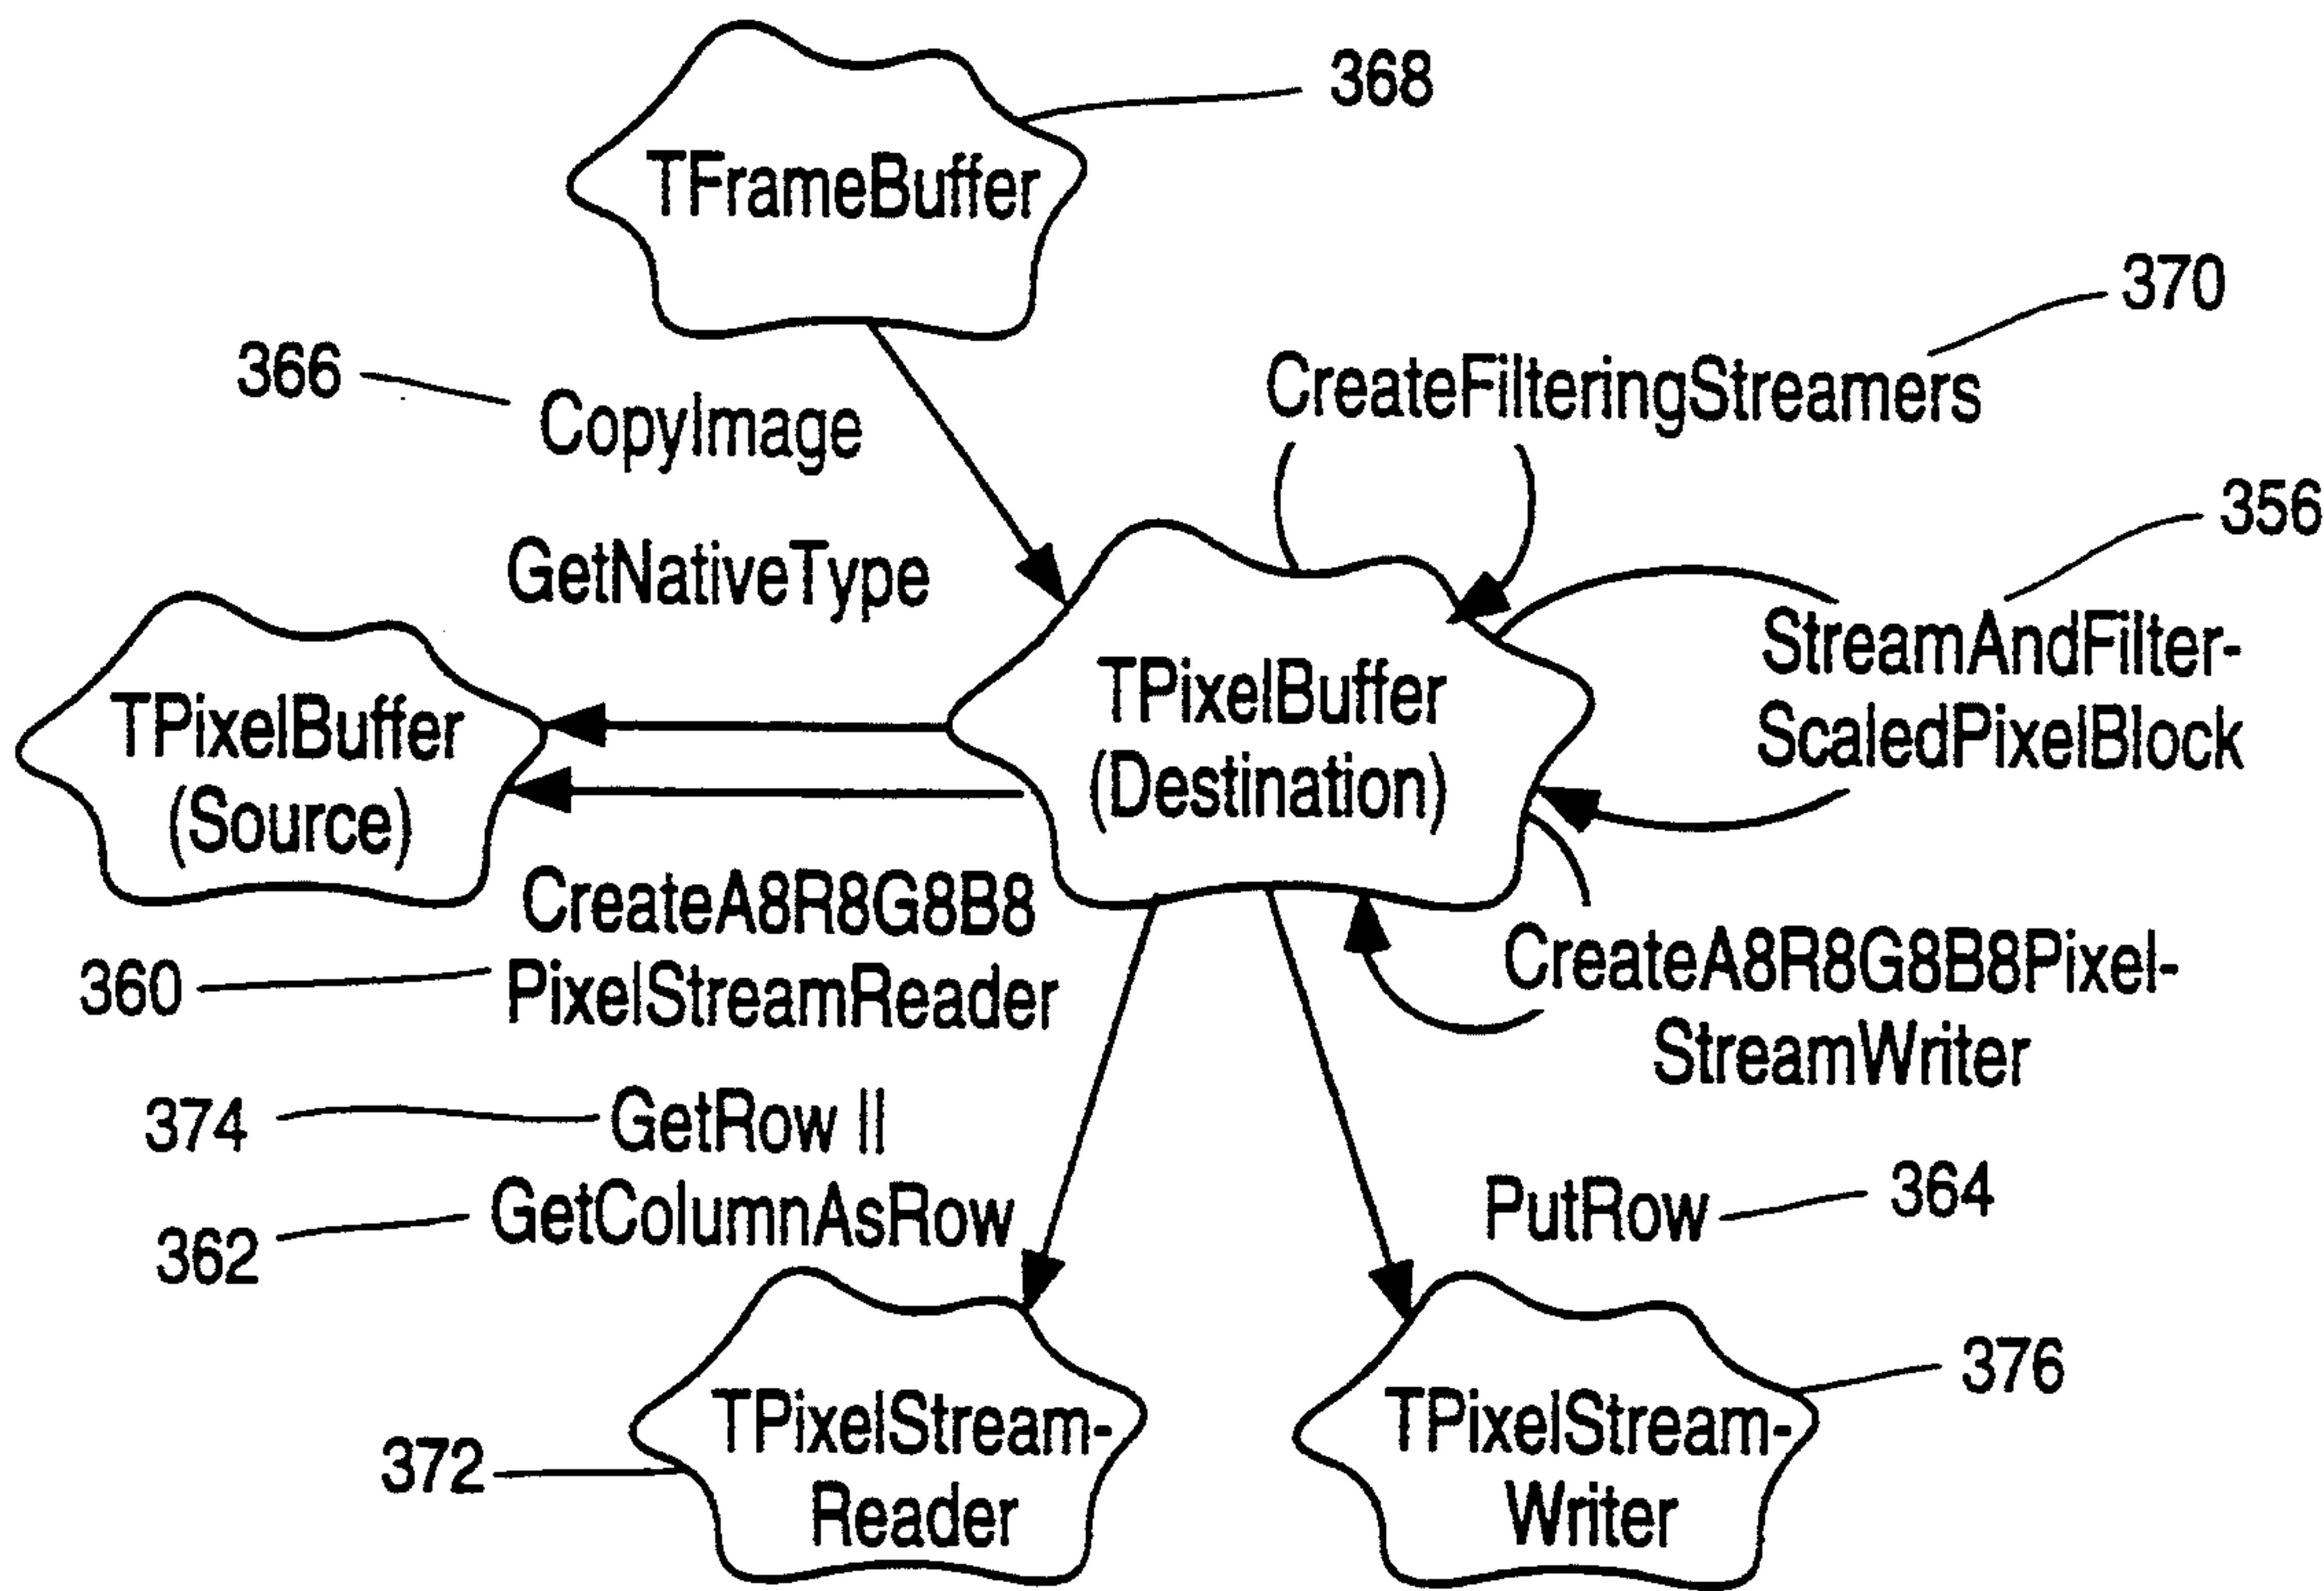 368
TFrameBuffer
370
366
CopyImage
CreateFilteringStreamers
356
GetNativeType
StreamAndFilter-
ScaledPixelBlock
TPixelBuffer
(Source)
TPixelBuffer
(Destination)
CreateA8R8G8B8
PixelStreamReader
360
CreateA8R8G8B8Pixel-
StreamWriter
374
GetRow ||
GetColumnAsRow
362
PutRow
364
376
TPixelStream-
Reader
372
TPixelStream-
Writer